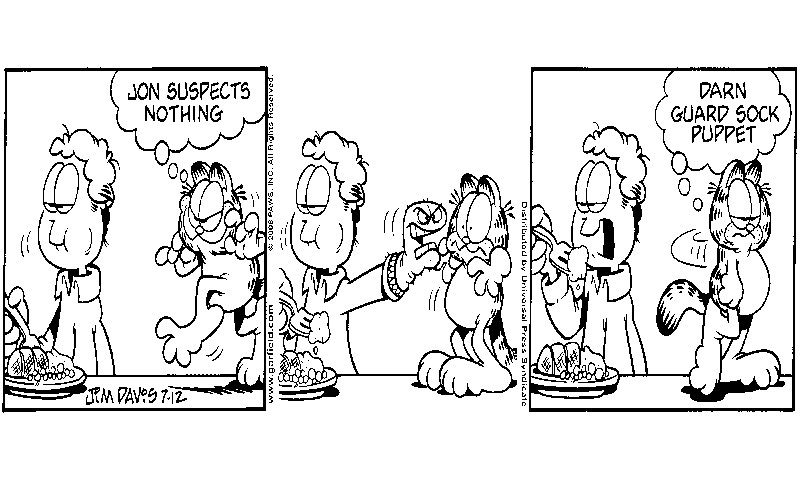 JON SUSPECTS
NOTHING
JIM DAVIS 7-12
www.garfield.com
© 2008 PAWS, INC. All Rights Reserved.
Distributed by Universal Press Syndicate
DARN
GUARD SOCK
PUPPET